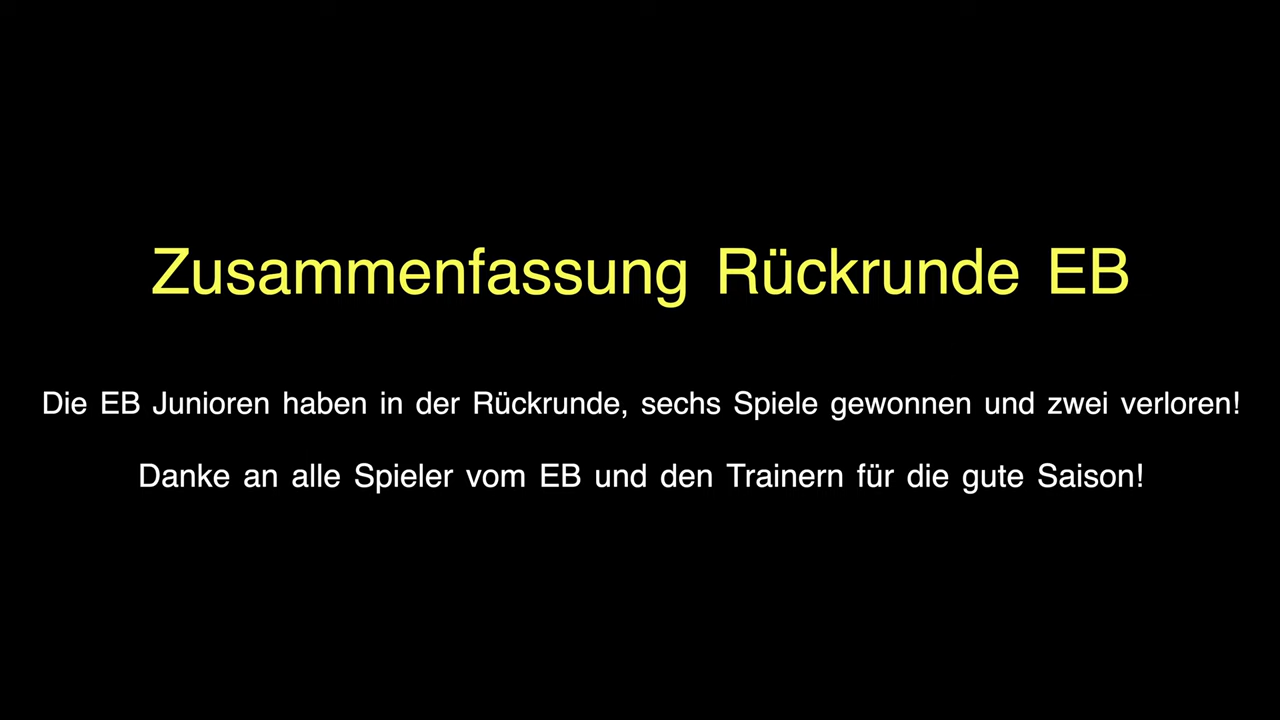 Zusammenfassung Rückrunde EB
Die EB Junioren haben in der Rückrunde, sechs Spiele gewonnen und zwei verloren!
Danke an alle Spieler vom EB und den Trainern für die gute Saison!